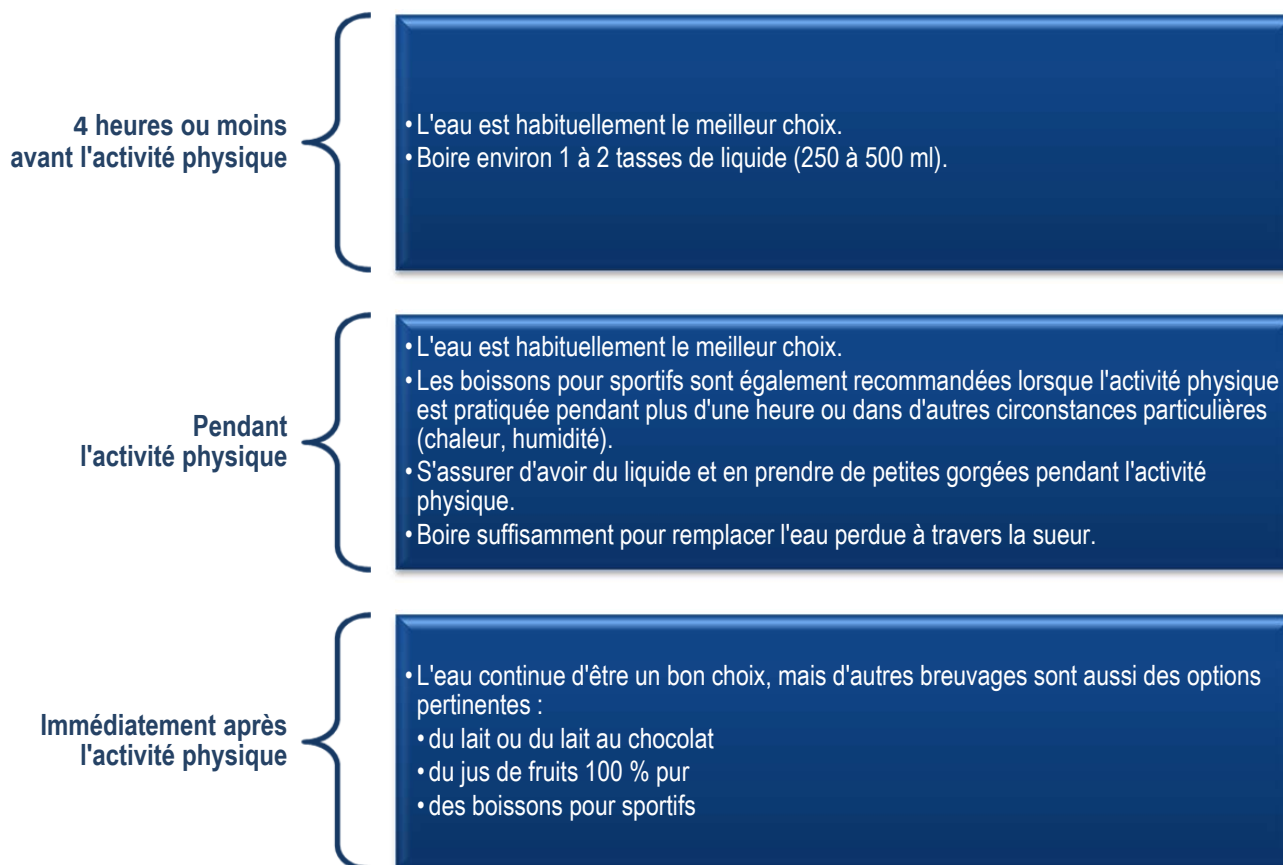 4 heures ou moins
avant l'activité physique
• L'eau est habituellement le meilleur choix.
• Boire environ 1 à 2 tasses de liquide (250 à 500 ml).
Pendant
l'activité physique
• L'eau est habituellement le meilleur choix.
• Les boissons pour sportifs sont également recommandées lorsque l'activité physique
est pratiquée pendant plus d'une heure ou dans d'autres circonstances particulières
(chaleur, humidité).
• S'assurer d'avoir du liquide et en prendre de petites gorgées pendant l'activité
physique.
• Boire suffisamment pour remplacer l'eau perdue à travers la sueur.
Immédiatement après
l'activité physique
• L'eau continue d'être un bon choix, mais d'autres breuvages sont aussi des options
pertinentes :
• du lait ou du lait au chocolat
• du jus de fruits 100 % pur
• des boissons pour sportifs